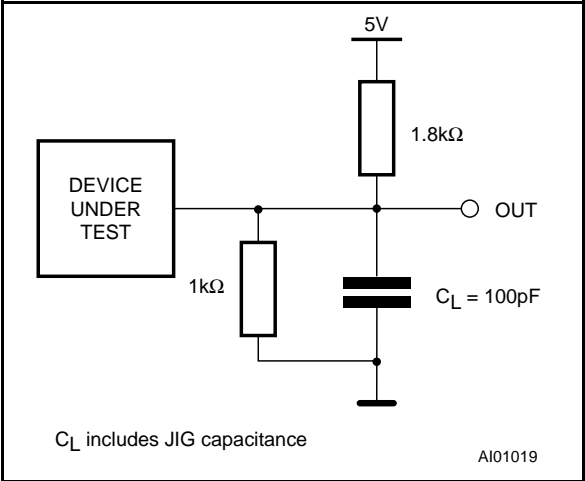 5V
1.8kΩ
DEVICE
UNDER
TEST
OUT
1kΩ
CL = 100pF
CL includes JIG capacitance
AI01019